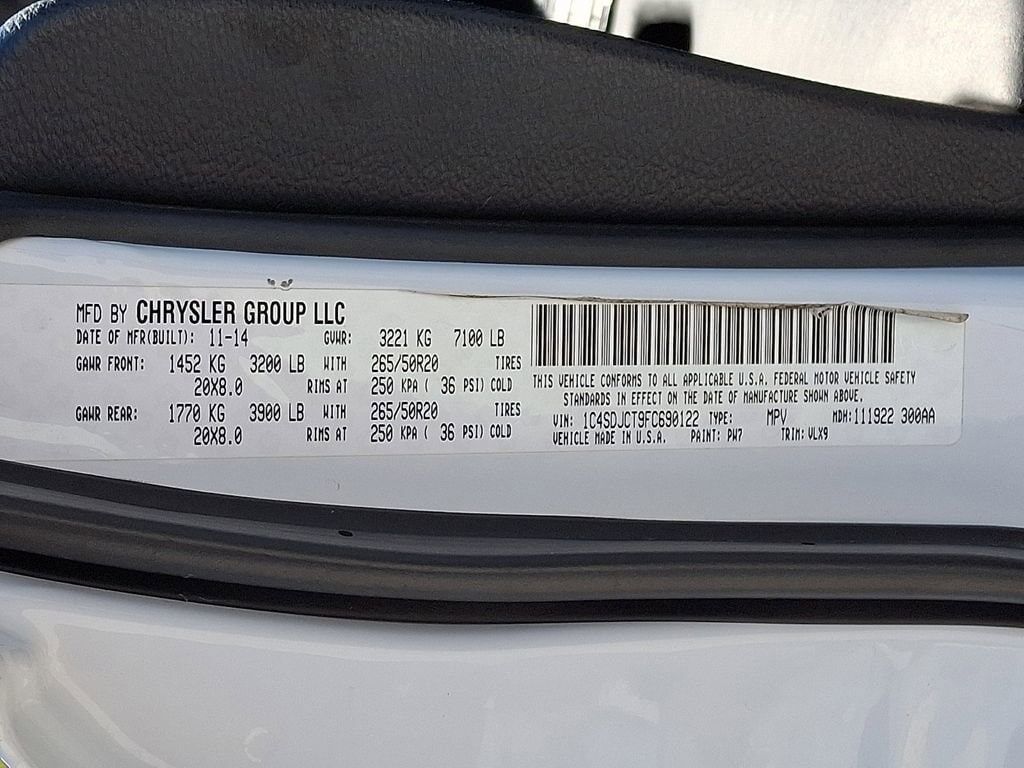 MFD BY CHRYSLER GROUP LLC
DATE OF MFR(BUILT): 11-14 GVWR: 3221 KG 7100 LB
GAWR FRONT: 1452 KG 3200 LB WITH 265/50R20 TIRES
20X8.0 RIMS AT 250 KPA ( 36 PSI) COLD
GAWR REAR: 1770 KG 3900 LB WITH 265/50R20 TIRES
20X8.0 RIMS AT 250 KPA ( 36 PSI) COLD
THIS VEHICLE CONFORMS TO ALL APPLICABLE U.S.A. FEDERAL MOTOR VEHICLE SAFETY
STANDARDS IN EFFECT ON THE DATE OF MANUFACTURE SHOWN ABOVE.
VIN: 1C4SDJCT9FC690122 TYPE: MPV MDH: 111922 300AA
VEHICLE MADE IN U.S.A. PAINT: PW7 TRIM: VLX9